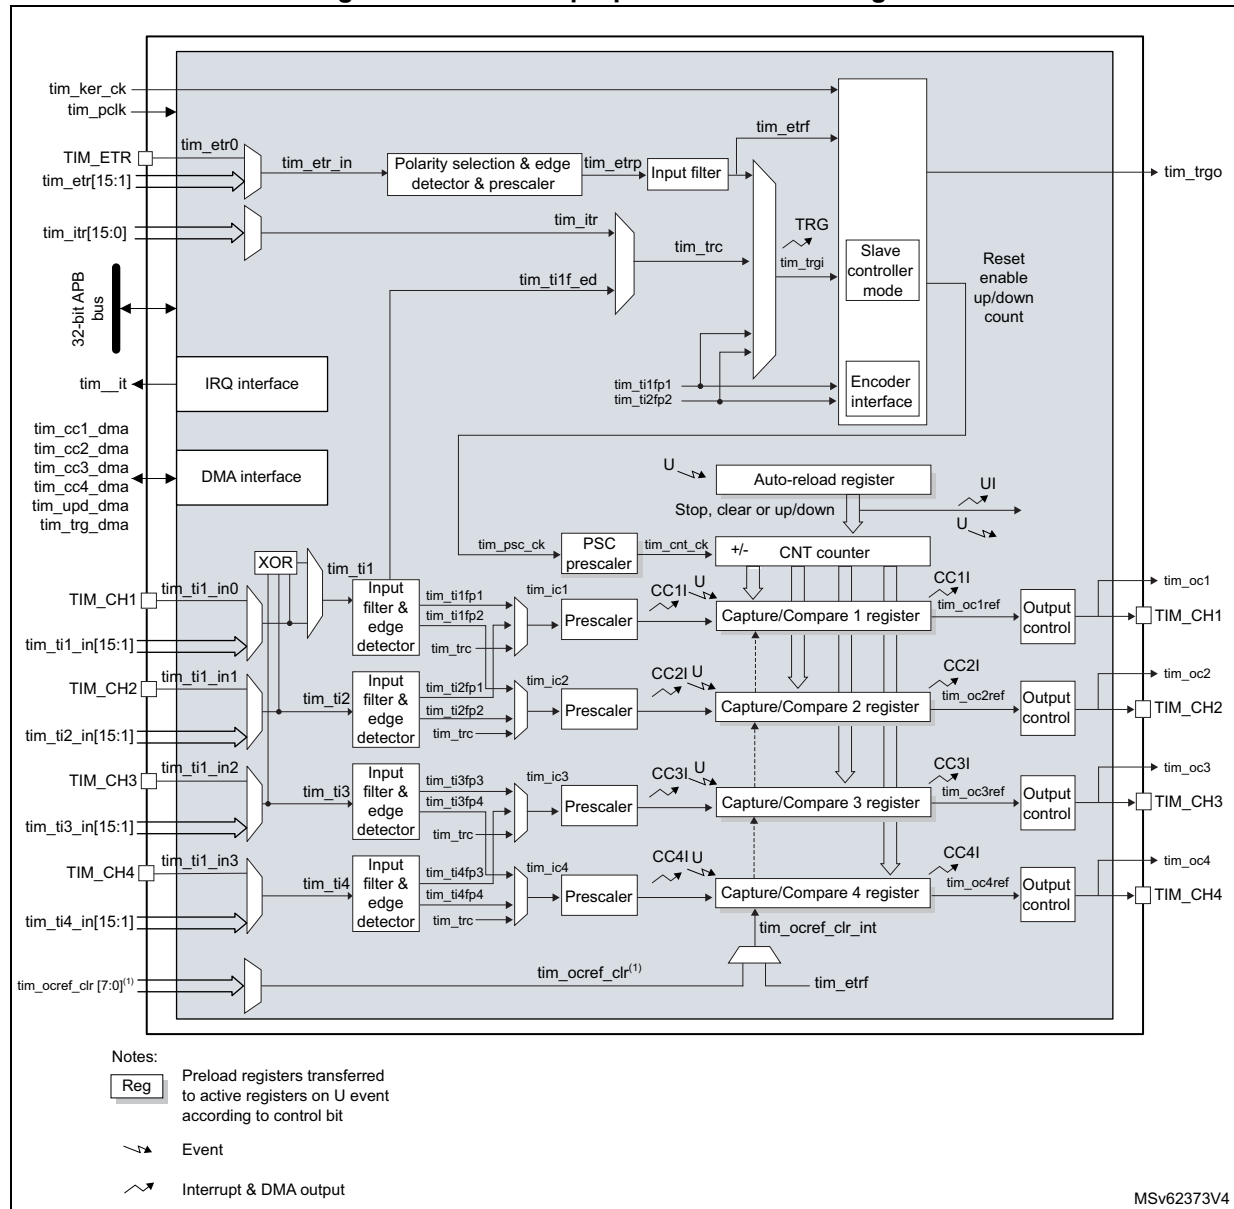 tim_ker_ck
tim_pclk
TIM_ETR
tim_etr0
tim_etr[15:1]
tim_etr_in
Polarity selection & edge
detector & prescaler
tim_etrp
Input filter
tim_etrf
tim_trgo
tim_itr[15:0]
tim_itr
tim_trc
TRG
tim_trgi
Slave
controller
mode
Reset
enable
up/down
count
tim_ti1f_ed
32-bit APB
bus
tim__it
IRQ interface
tim_ti1fp1
tim_ti2fp2
Encoder
interface
tim_cc1_dma
tim_cc2_dma
tim_cc3_dma
tim_cc4_dma
tim_upd_dma
tim_trg_dma
DMA interface
U
Auto-reload register
UI
Stop, clear or up/down
U
tim_psc_ck
PSC
prescaler
tim_cnt_ck
+/-
CNT counter
XOR
tim_ti1
TIM_CH1
tim_ti1_in0
tim_ti1_in[15:1]
Input
filter &
edge
detector
tim_ti1fp1
tim_ti1fp2
tim_trc
tim_ic1
Prescaler
CC1I
U
Capture/Compare 1 register
CC1I
tim_oc1ref
Output
control
tim_oc1
TIM_CH1
TIM_CH2
tim_ti1_in1
tim_ti2_in[15:1]
tim_ti2
Input
filter &
edge
detector
tim_ti2fp1
tim_ti2fp2
tim_trc
tim_ic2
Prescaler
CC2I
U
Capture/Compare 2 register
CC2I
tim_oc2ref
Output
control
tim_oc2
TIM_CH2
TIM_CH3
tim_ti1_in2
tim_ti3_in[15:1]
tim_ti3
Input
filter &
edge
detector
tim_ti3fp3
tim_ti3fp4
tim_trc
tim_ic3
Prescaler
CC3I
U
Capture/Compare 3 register
CC3I
tim_oc3ref
Output
control
tim_oc3
TIM_CH3
TIM_CH4
tim_ti1_in3
tim_ti4_in[15:1]
tim_ti4
Input
filter &
edge
detector
tim_ti4fp3
tim_ti4fp4
tim_trc
tim_ic4
Prescaler
CC4I
U
Capture/Compare 4 register
CC4I
tim_oc4ref
Output
control
tim_oc4
TIM_CH4
tim_ocref_clr_int
tim_ocref_clr [7:0](1)
tim_ocref_clr(1)
tim_etrf
Notes:
Reg
Preload registers transferred
to active registers on U event
according to control bit
Event
Interrupt & DMA output
MSv62373V4